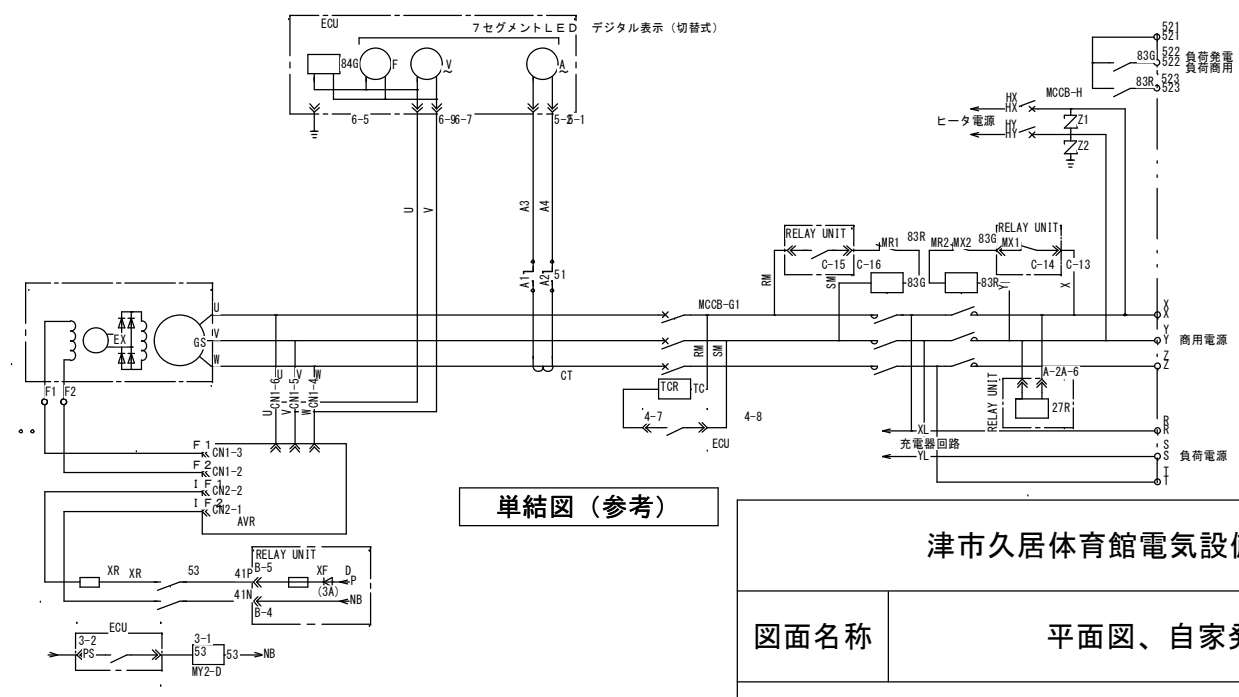 ECU
７セグメントＬＥＤ デジタル表示（切替式）
84G
F
V
A
6-5
6-9
6-7
5-2
5-1
521
521
83G
522
522
負荷発電
負荷商用
83R
523
523
HX
HX
MCCB-H
ヒータ電源
HY
HY
Z1
Z2
U
V
A3
A4
A1
A2
51
RELAY UNIT
MR1
83R
C-15
C-16
83G
RM
SM
MR2
MX2
83G
RELAY UNIT
MX1
C-14
C-13
83R
Y
X
MCCB-G1
U
V
W
EX
GS
CT
X
X
Y
Y
商用電源
Z
Z
F1
F2
U
V
W
CN1-6
CN1-5
CN1-4
U
V
W
RM
SM
TCR
TC
4-7
4-8
ECU
A-2
A-6
RELAY UNIT
27R
XL
充電器回路
YL
R
R
S
S
負荷電源
T
T
Ｆ１
CN1-3
Ｆ２
CN1-2
ＩＦ１
CN2-2
ＩＦ２
CN2-1
AVR
単結図（参考）
津市久居体育館電気設
図面名称
平面図、自家
RELAY UNIT
XR
XR
53
41P
B-5
XF
(3A)
D
P
41N
B-4
NB
ECU
3-2
PS
3-1
53
53
NB
MY2-D